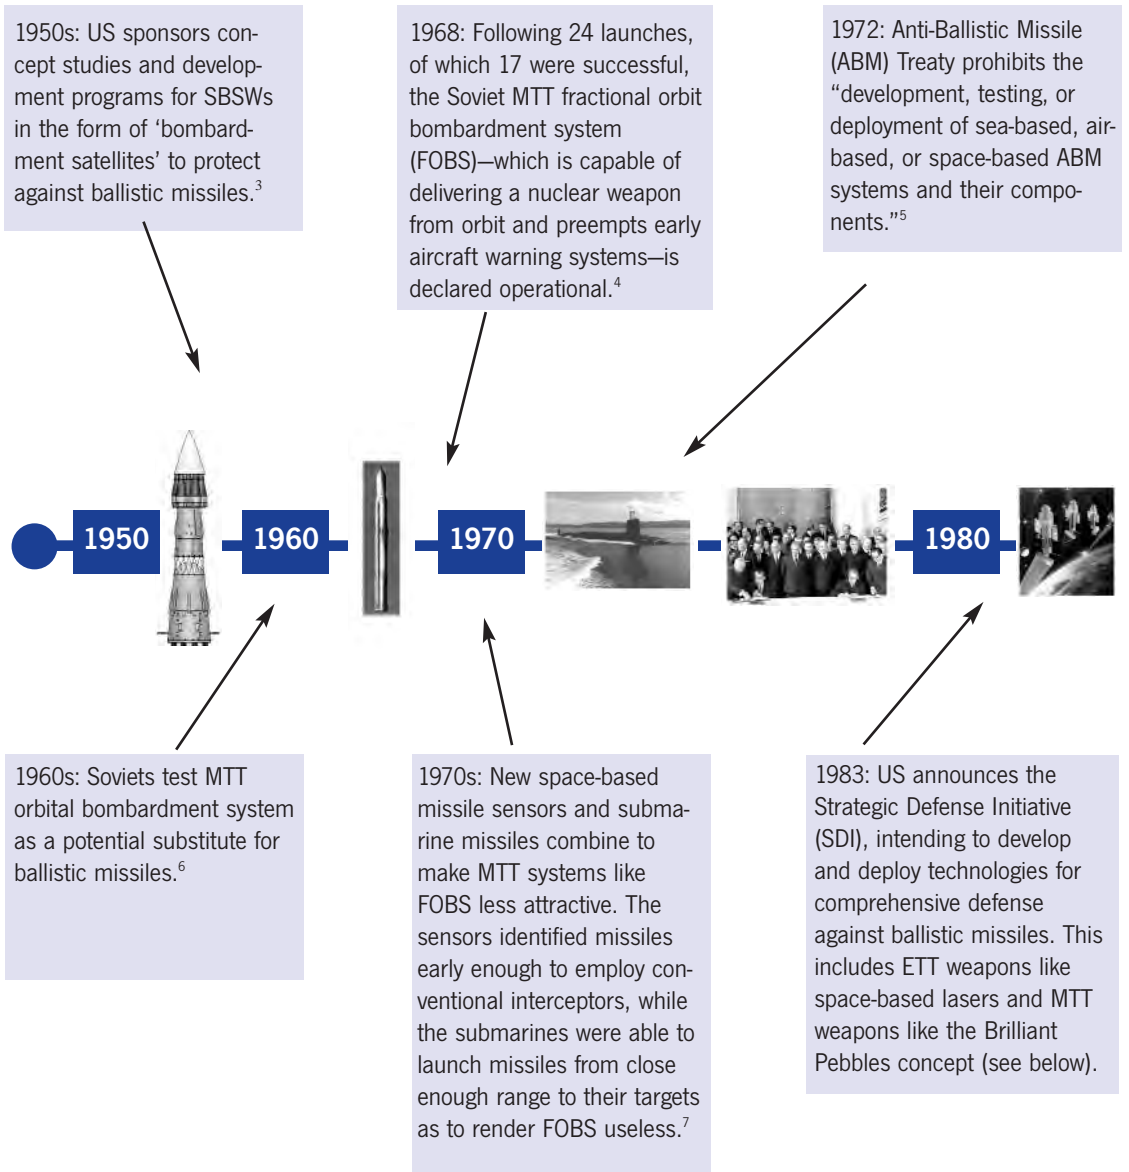 1950s: US sponsors con-
cept studies and develop-
ment programs for SBSWs
in the form of ‘bombard-
ment satellites’ to protect
against ballistic missiles.3
1968: Following 24 launches,
of which 17 were successful,
the Soviet MTT fractional orbit
bombardment system
(FOBS)—which is capable of
delivering a nuclear weapon
from orbit and preempts early
aircraft warning systems—is
declared operational.4
1972: Anti-Ballistic Missile
(ABM) Treaty prohibits the
“development, testing, or
deployment of sea-based, air-
based, or space-based ABM
systems and their compo-
nents.”5
1950
1960
1970
1980
1960s: Soviets test MTT
orbital bombardment system
as a potential substitute for
ballistic missiles.6
1970s: New space-based
missile sensors and subma-
rine missiles combine to
make MTT systems like
FOBS less attractive. The
sensors identified missiles
early enough to employ con-
ventional interceptors, while
the submarines were able to
launch missiles from close
enough range to their targets
as to render FOBS useless.7
1983: US announces the
Strategic Defense Initiative
(SDI), intending to develop
and deploy technologies for
comprehensive defense
against ballistic missiles. This
includes ETT weapons like
space-based lasers and MTT
weapons like the Brilliant
Pebbles concept (see below).